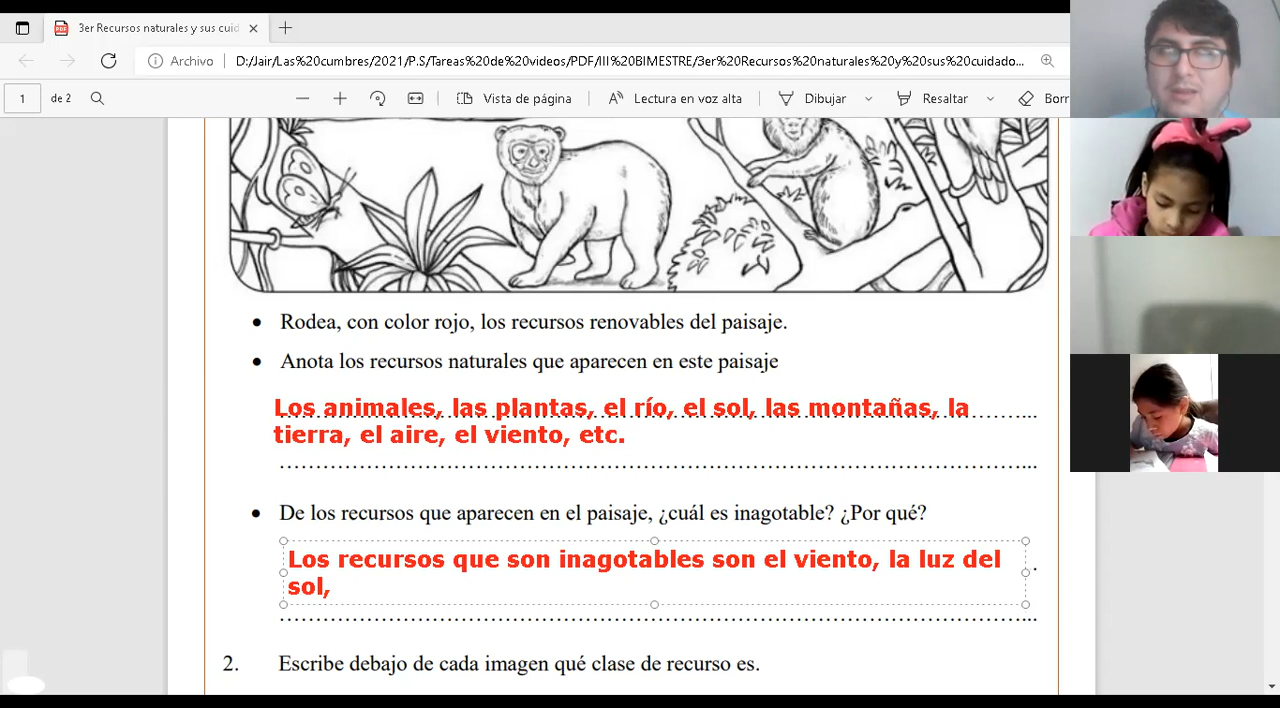 3er Recursos naturales y sus cuid
Archivo D:/Jair/Las%20cumbres/2021/P.S/Tareas%20de%20videos/PDF/III%20BIMESTRE/3er%20Recursos%20naturales%20y%20sus%20cuidado...
1 de 2 Vista de página Lectura en voz alta Dibujar Resaltar Borr
• Rodea, con color rojo, los recursos renovables del paisaje.
• Anota los recursos naturales que aparecen en este paisaje
Los animales, las plantas, el río, el sol, las montañas, la
tierra, el aire, el viento, etc.
• De los recursos que aparecen en el paisaje, ¿cuál es inagotable? ¿Por qué?
Los recursos que son inagotables son el viento, la luz del
sol,
2. Escribe debajo de cada imagen qué clase de recurso es.